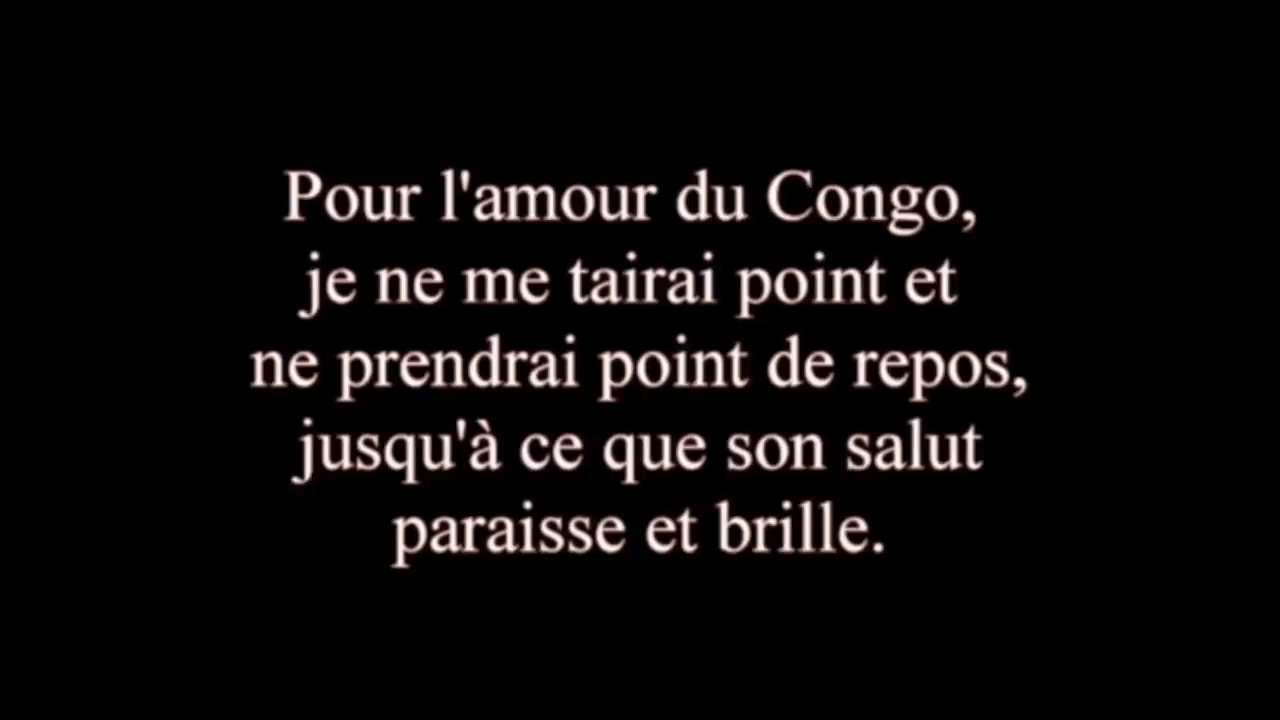 Pour l'amour du Congo,
je ne me tairai point et
ne prendrai point de repos,
jusqu'à ce que son salut
paraisse et brille.